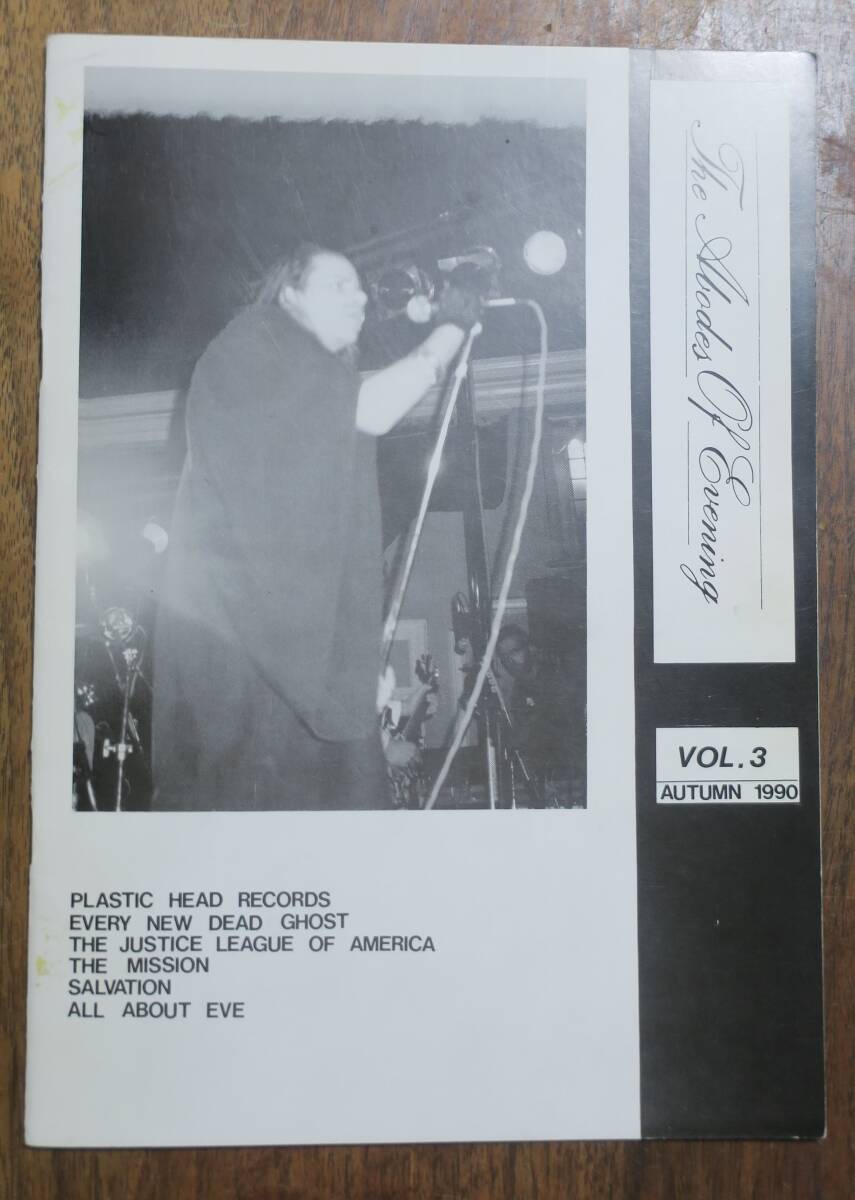 The Abodes Of Evening
VOL.3
AUTUMN 1990
PLASTIC HEAD RECORDS
EVERY NEW DEAD GHOST
THE JUSTICE LEAGUE OF AMERICA
THE MISSION
SALVATION
ALL ABOUT EVE